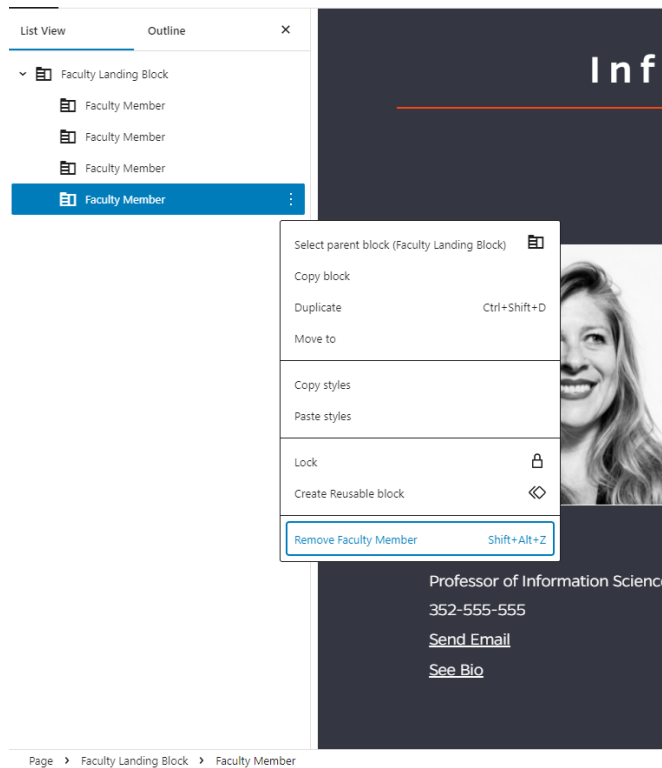 List View Outline
Inf
Faculty Landing Block
Faculty Member
Faculty Member
Faculty Member
Faculty Member
Select parent block (Faculty Landing Block)
Copy block
Duplicate Ctrl+Shift+D
Move to
Copy styles
Paste styles
Lock
Create Reusable block
Remove Faculty Member Shift+Alt+Z
Professor of Information Scienc
352-555-555
Send Email
See Bio
Page > Faculty Landing Block > Faculty Member